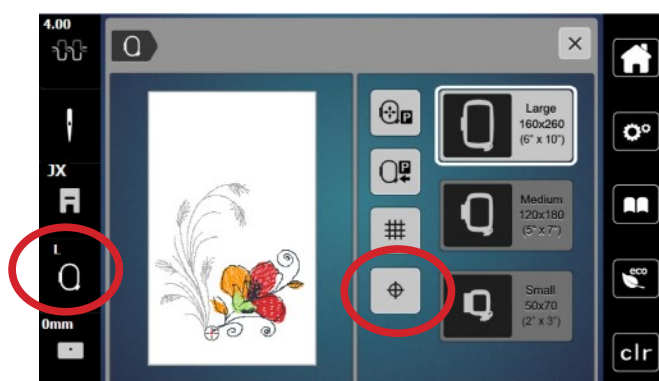 4.00
JX
L
0mm
P
P
Large
160x260
(6" x 10")
Medium
120x180
(5" x 7")
Small
50x70
(2" x 3")
eco
clr